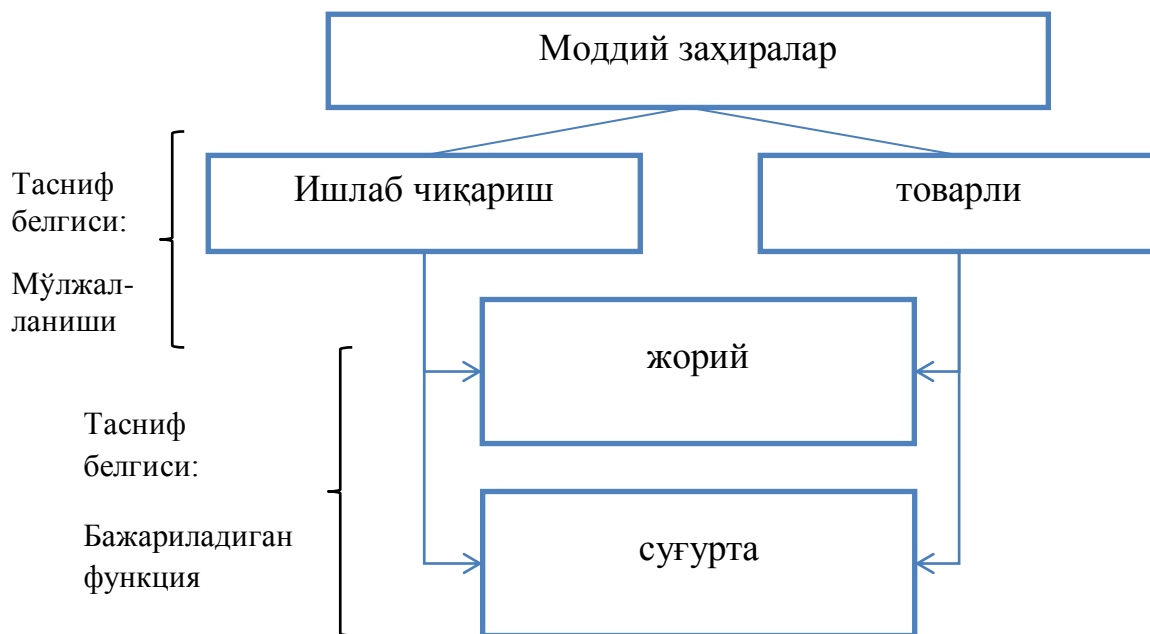 Моддий заҳиралар
Ишлаб чиқариш
товарли
Тасниф
белгиси:
Мўлжал-
ланиши
жорий
Тасниф
белгиси:
Бажариладиган
функция
суғурта